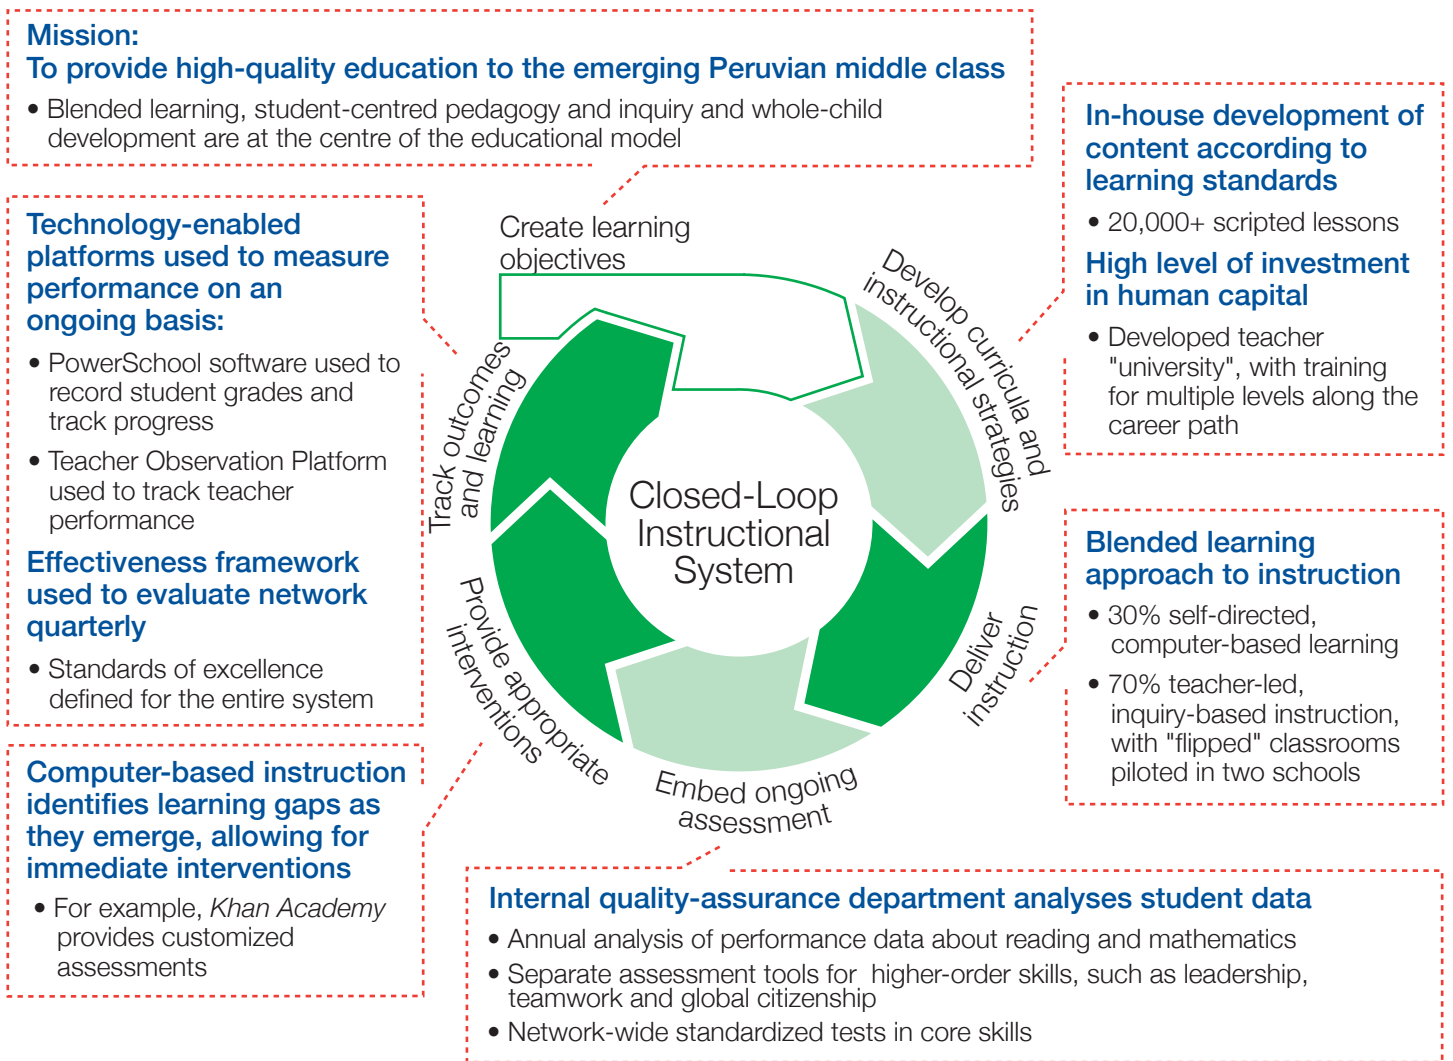 Mission:
To provide high-quality education to the emerging Peruvian middle class
• Blended learning, student-centred pedagogy and inquiry and whole-child
development are at the centre of the educational model
Technology-enabled
platforms used to measure
performance on an
ongoing basis:
• PowerSchool software used to
record student grades and
track progress
• Teacher Observation Platform
used to track teacher
performance
Effectiveness framework
used to evaluate network
quarterly
• Standards of excellence
defined for the entire system
Computer-based instruction
identifies learning gaps as
they emerge, allowing for
immediate interventions
• For example, Khan Academy
provides customized
assessments
Create learning
objectives
Develop curricula and
instructional strategies
Deliver
instruction
Embed ongoing
assessment
Provide appropriate
interventions
Track outcomes
and learning
Closed-Loop
Instructional
System
In-house development of
content according to
learning standards
• 20,000+ scripted lessons
High level of investment
in human capital
• Developed teacher
"university", with training
for multiple levels along the
career path
Blended learning
approach to instruction
• 30% self-directed,
computer-based learning
• 70% teacher-led,
inquiry-based instruction,
with "flipped" classrooms
piloted in two schools
Internal quality-assurance department analyses student data
• Annual analysis of performance data about reading and mathematics
• Separate assessment tools for higher-order skills, such as leadership,
teamwork and global citizenship
• Network-wide standardized tests in core skills